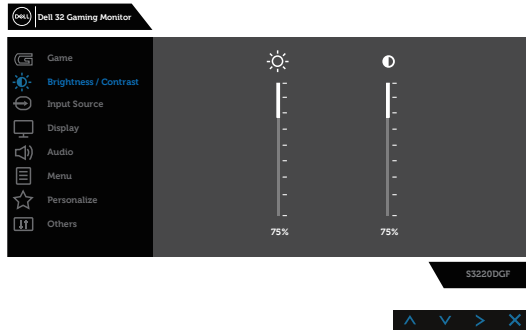 DELL Dell 32 Gaming Monitor
Game
Brightness / Contrast
Input Source
Display
Audio
Menu
Personalize
Others
75% 75%
S3220DGF